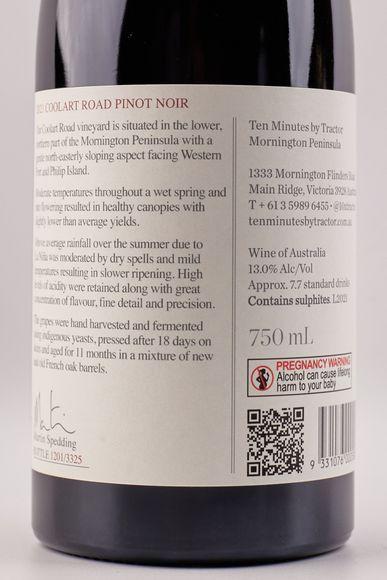 2021 COOLART ROAD PINOT NOIR
Coolart Road vineyard is situated in the lower,
northern part of the Mornington Peninsula with a
gentle north-easterly sloping aspect facing Western
Port and Philip Island.
Moderate temperatures throughout a wet spring and
flowering resulted in healthy canopies with
slightly lower than average yields.
Above average rainfall over the summer due to
La Niña was moderated by dry spells and mild
temperatures resulting in slower ripening. High
levels of acidity were retained along with great
concentration of flavour, fine detail and precision.
The grapes were hand harvested and fermented
using indigenous yeasts, pressed after 18 days on
skins and aged for 11 months in a mixture of new
and old French oak barrels.
Martin Spedding
BOTTLE 1201/3325
Ten Minutes by Tractor
Mornington Peninsula
1333 Mornington Flinders Road
Main Ridge, Victoria 3928
T + 61 3 5989 6455 •
tenminutesbytractor.com.au
Wine of Australia
13.0% Alc/Vol
Approx. 7.7 standard drinks
Contains sulphites. L2021
750 mL
PREGNANCY WARNING
Alcohol can cause lifelong
harm to your baby
9 331076